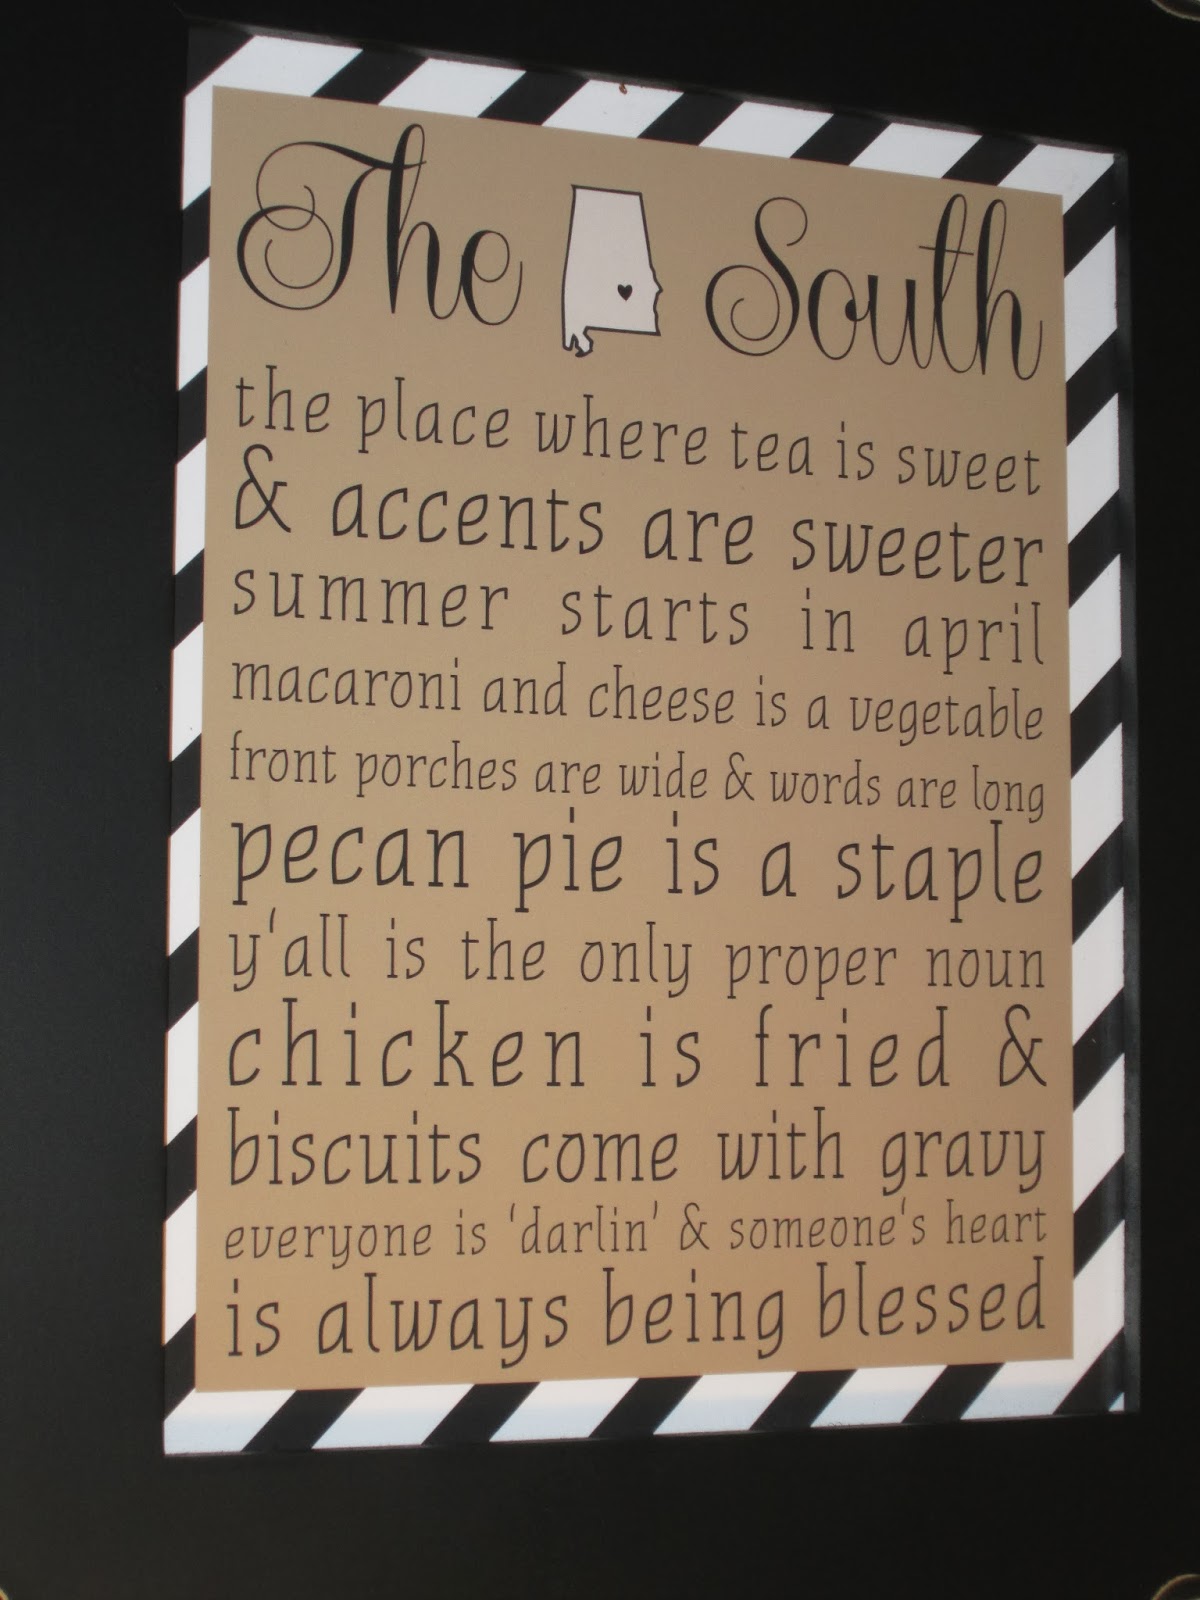 The South
the place where tea is sweet
& accents are sweeter
summer starts in april
macaroni and cheese is a vegetable
front porches are wide & words are long
pecan pie is a staple
y'all is the only proper noun
chicken is fried &
biscuits come with gravy
everyone is 'darlin' & someone's heart
is always being blessed